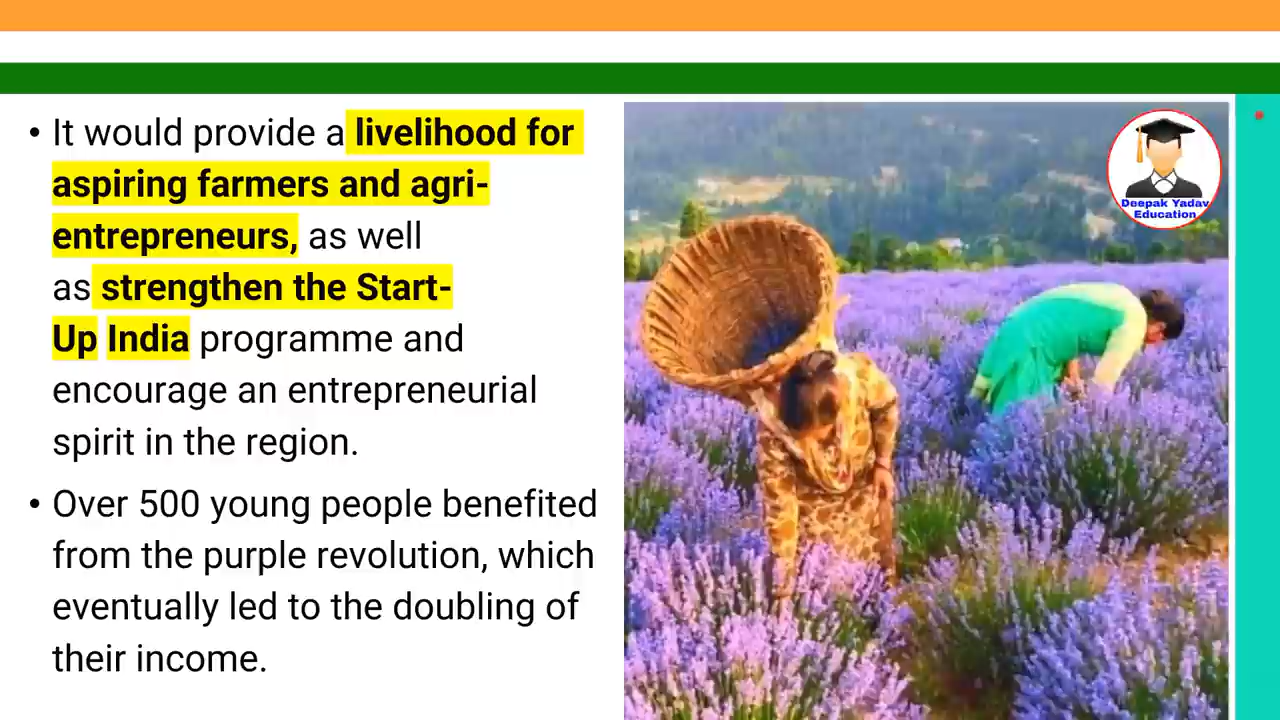 • It would provide a livelihood for
aspiring farmers and agri-
entrepreneurs, as well
as strengthen the Start-
Up India programme and
encourage an entrepreneurial
spirit in the region.
• Over 500 young people benefited
from the purple revolution, which
eventually led to the doubling of
their income.
Deepak Yadav
Education